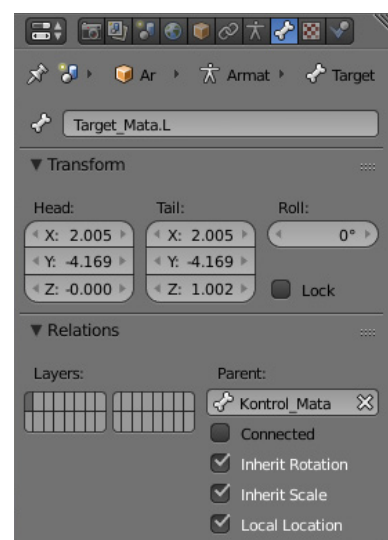 Ar Armat Target
Target_Mata.L
Transform
Head: Tail: Roll:
X: 2.005 X: 2.005 0°
Y: -4.169 Y: -4.169
Z: -0.000 Z: 1.002 Lock
Relations
Layers: Parent:
Kontrol_Mata
Connected
Inherit Rotation
Inherit Scale
Local Location